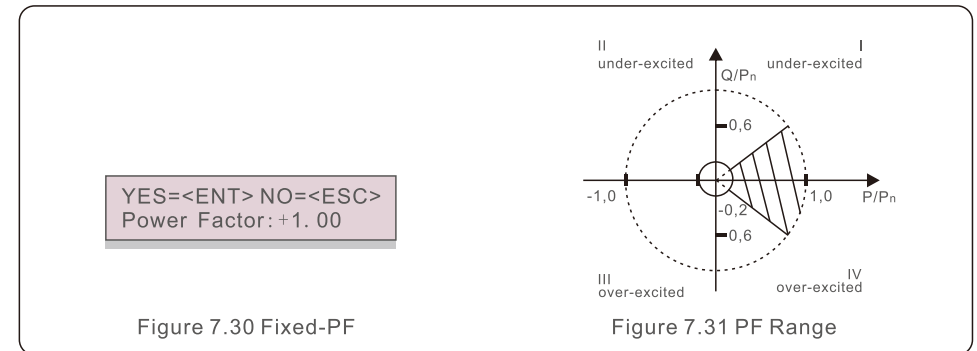 YES=<ENT> NO=<ESC>
Power Factor:+1.00
Figure 7.30 Fixed-PF
II
under-excited
I
under-excited
Q/Pn
0,6
-1,0
1,0
P/Pn
-0,2
0,6
III
over-excited
IV
over-excited
Figure 7.31 PF Range